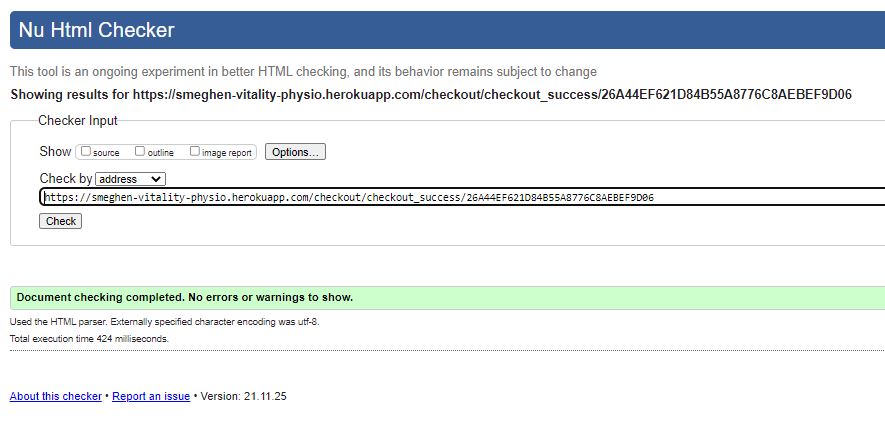 Nu Html Checker
This tool is an ongoing experiment in better HTML checking, and its behavior remains subject to change
Showing results for https://smeghen-vitality-physio.herokuapp.com/checkout/checkout_success/26A44EF621D84B55A8776C8AEBEF9D06
Checker Input
Show source outline image report Options...
Check by address
https://smeghen-vitality-physio.herokuapp.com/checkout/checkout_success/26A44EF621D84B55A8776C8AEBEF9D06
Check
Document checking completed. No errors or warnings to show.
Used the HTML parser. Externally specified character encoding was utf-8.
Total execution time 424 milliseconds.
About this checker • Report an issue • Version: 21.11.25